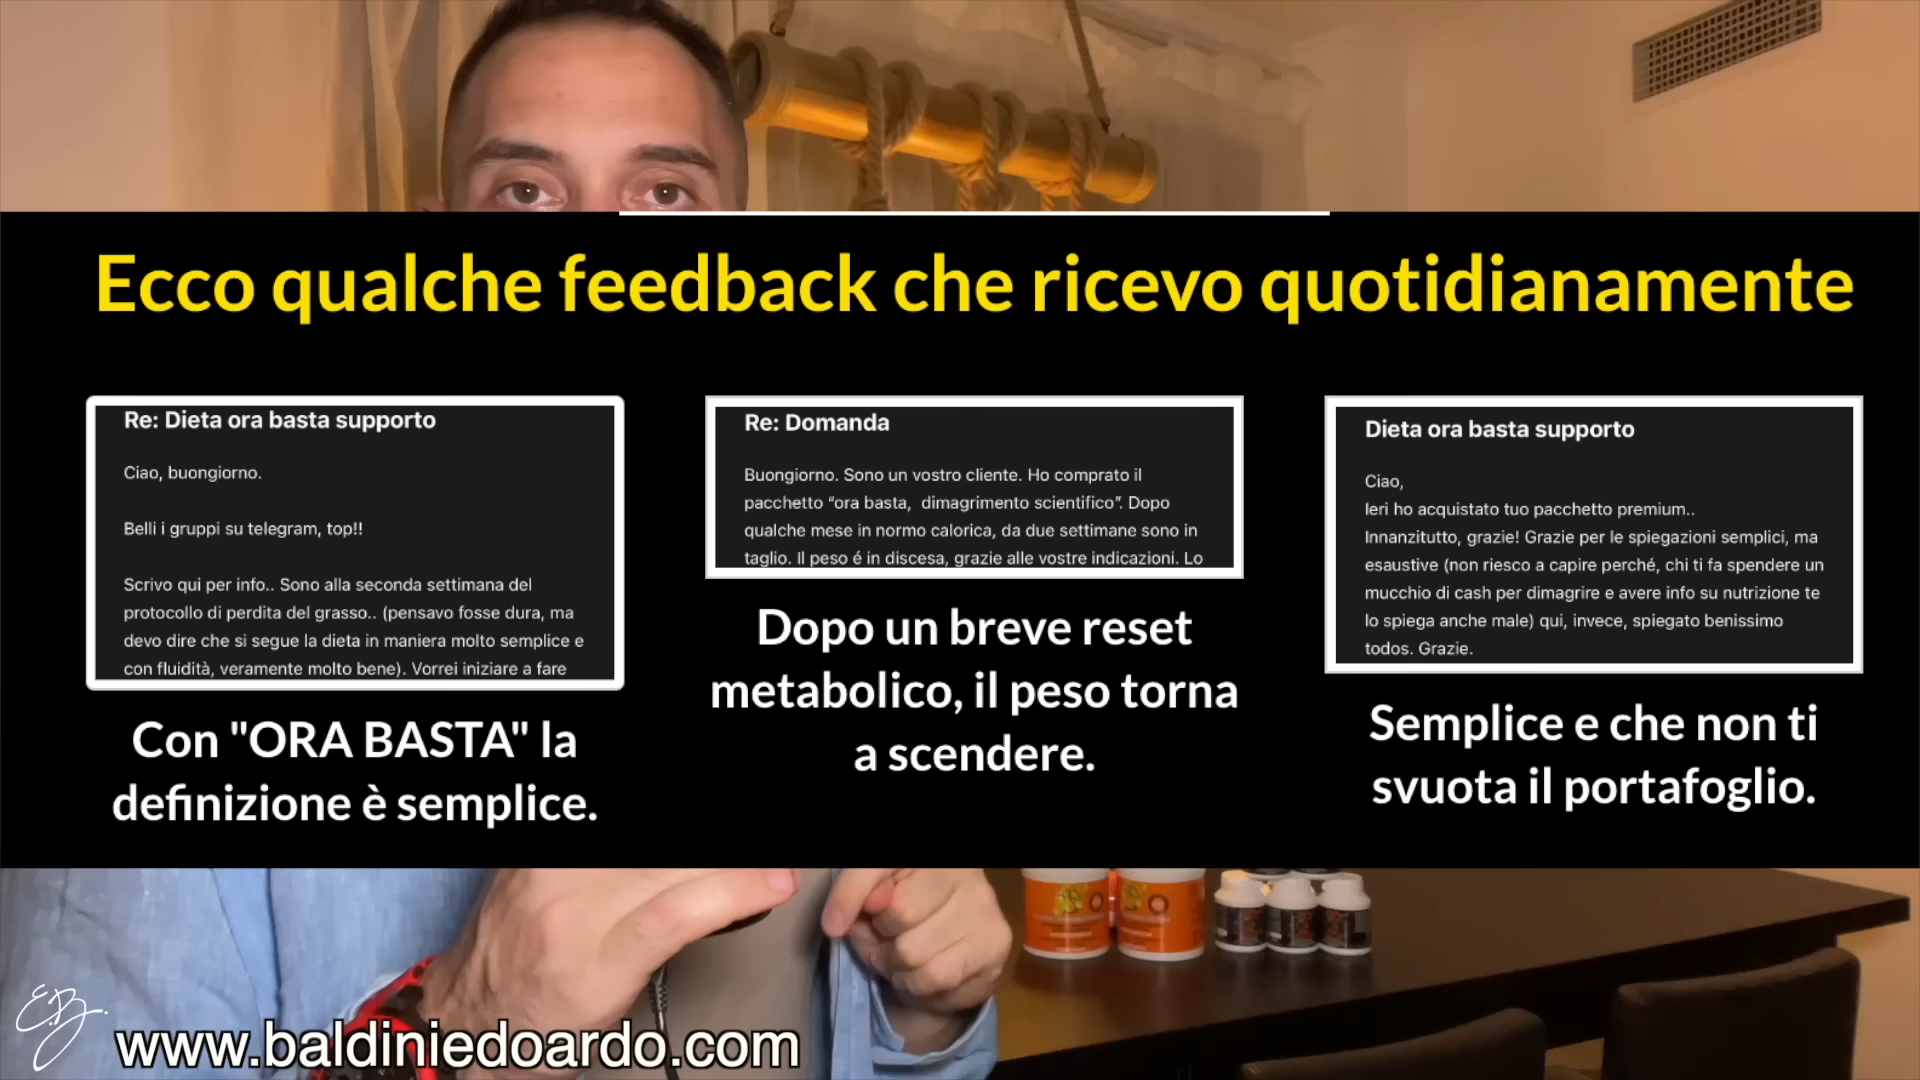 Ecco qualche feedback che ricevo quotidianamente
Re: Dieta ora basta supporto
Ciao, buongiorno.
Belli i gruppi su telegram, top!!
Scrivo qui per info.. Sono alla seconda settimana del
protocollo di perdita del grasso.. (pensavo fosse dura, ma
devo dire che si segue la dieta in maniera molto semplice e
con fluidità, veramente molto bene). Vorrei iniziare a fare
Con "ORA BASTA" la
definizione è semplice.
Re: Domanda
Buongiorno. Sono un vostro cliente. Ho comprato il
pacchetto “ora basta, dimagrimento scientifico”. Dopo
qualche mese in normo calorica, da due settimane sono in
taglio. Il peso é in discesa, grazie alle vostre indicazioni. Lo
Dopo un breve reset
metabolico, il peso torna
a scendere.
Dieta ora basta supporto
Ciao,
Ieri ho acquistato tuo pacchetto premium..
Innanzitutto, grazie! Grazie per le spiegazioni semplici, ma
esaustive (non riesco a capire perché, chi ti fa spendere un
mucchio di cash per dimagrire e avere info su nutrizione te
lo spiega anche male) qui, invece, spiegato benissimo
todos. Grazie.
Semplice e che non ti
svuota il portafoglio.
E.B.
www.baldiniedoardo.com